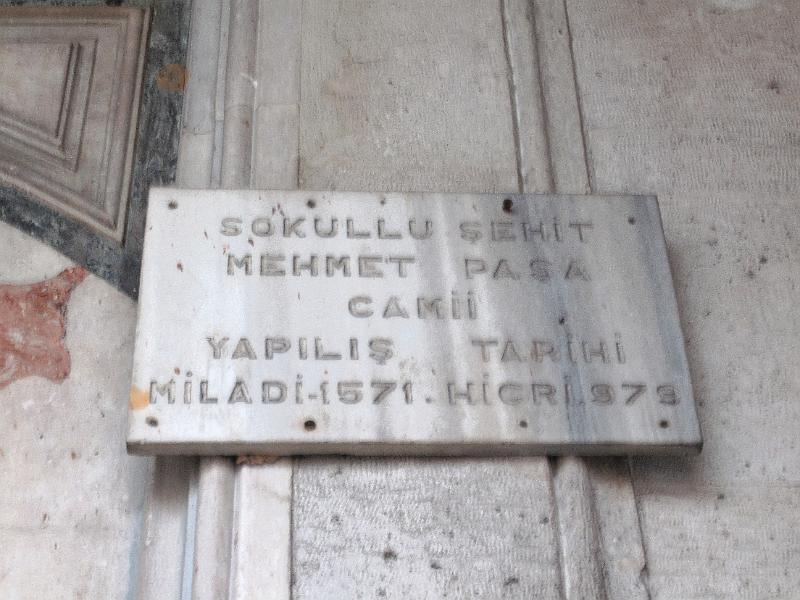 SOKULLU ŞEHİT
MEHMET PAŞA
CAMİİ
YAPILIŞ TARİHİ
MİLADİ-1571. HİCRİ.979